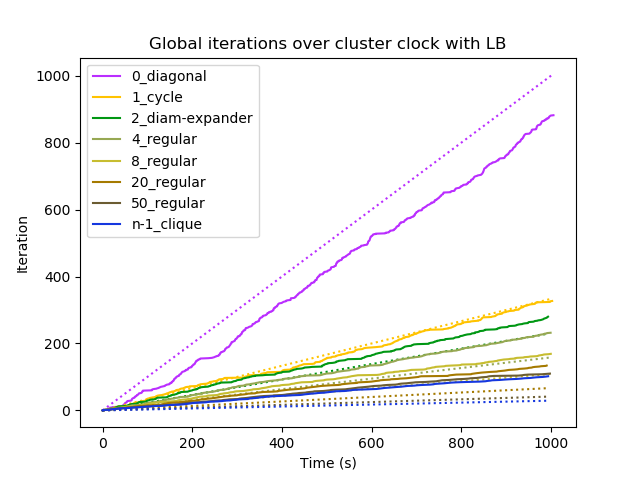 Global iterations over cluster clock with LB
0_diagonal
1_cycle
2_diam-expander
4_regular
8_regular
20_regular
50_regular
n-1_clique
Iteration
1000
800
600
400
200
0
0 200 400 600 800 1000
Time (s)